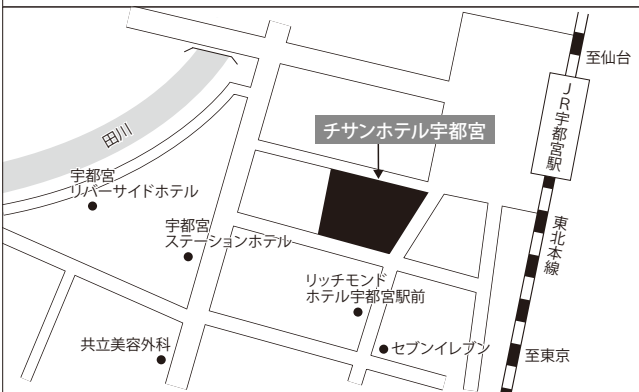 至仙台
JR宇都宮駅
チサンホテル宇都宮
田川
宇都宮
リバーサイドホテル
東北本線
宇都宮
ステーションホテル
リッチモンド
ホテル宇都宮駅前
共立美容外科
セブンイレブン
至東京